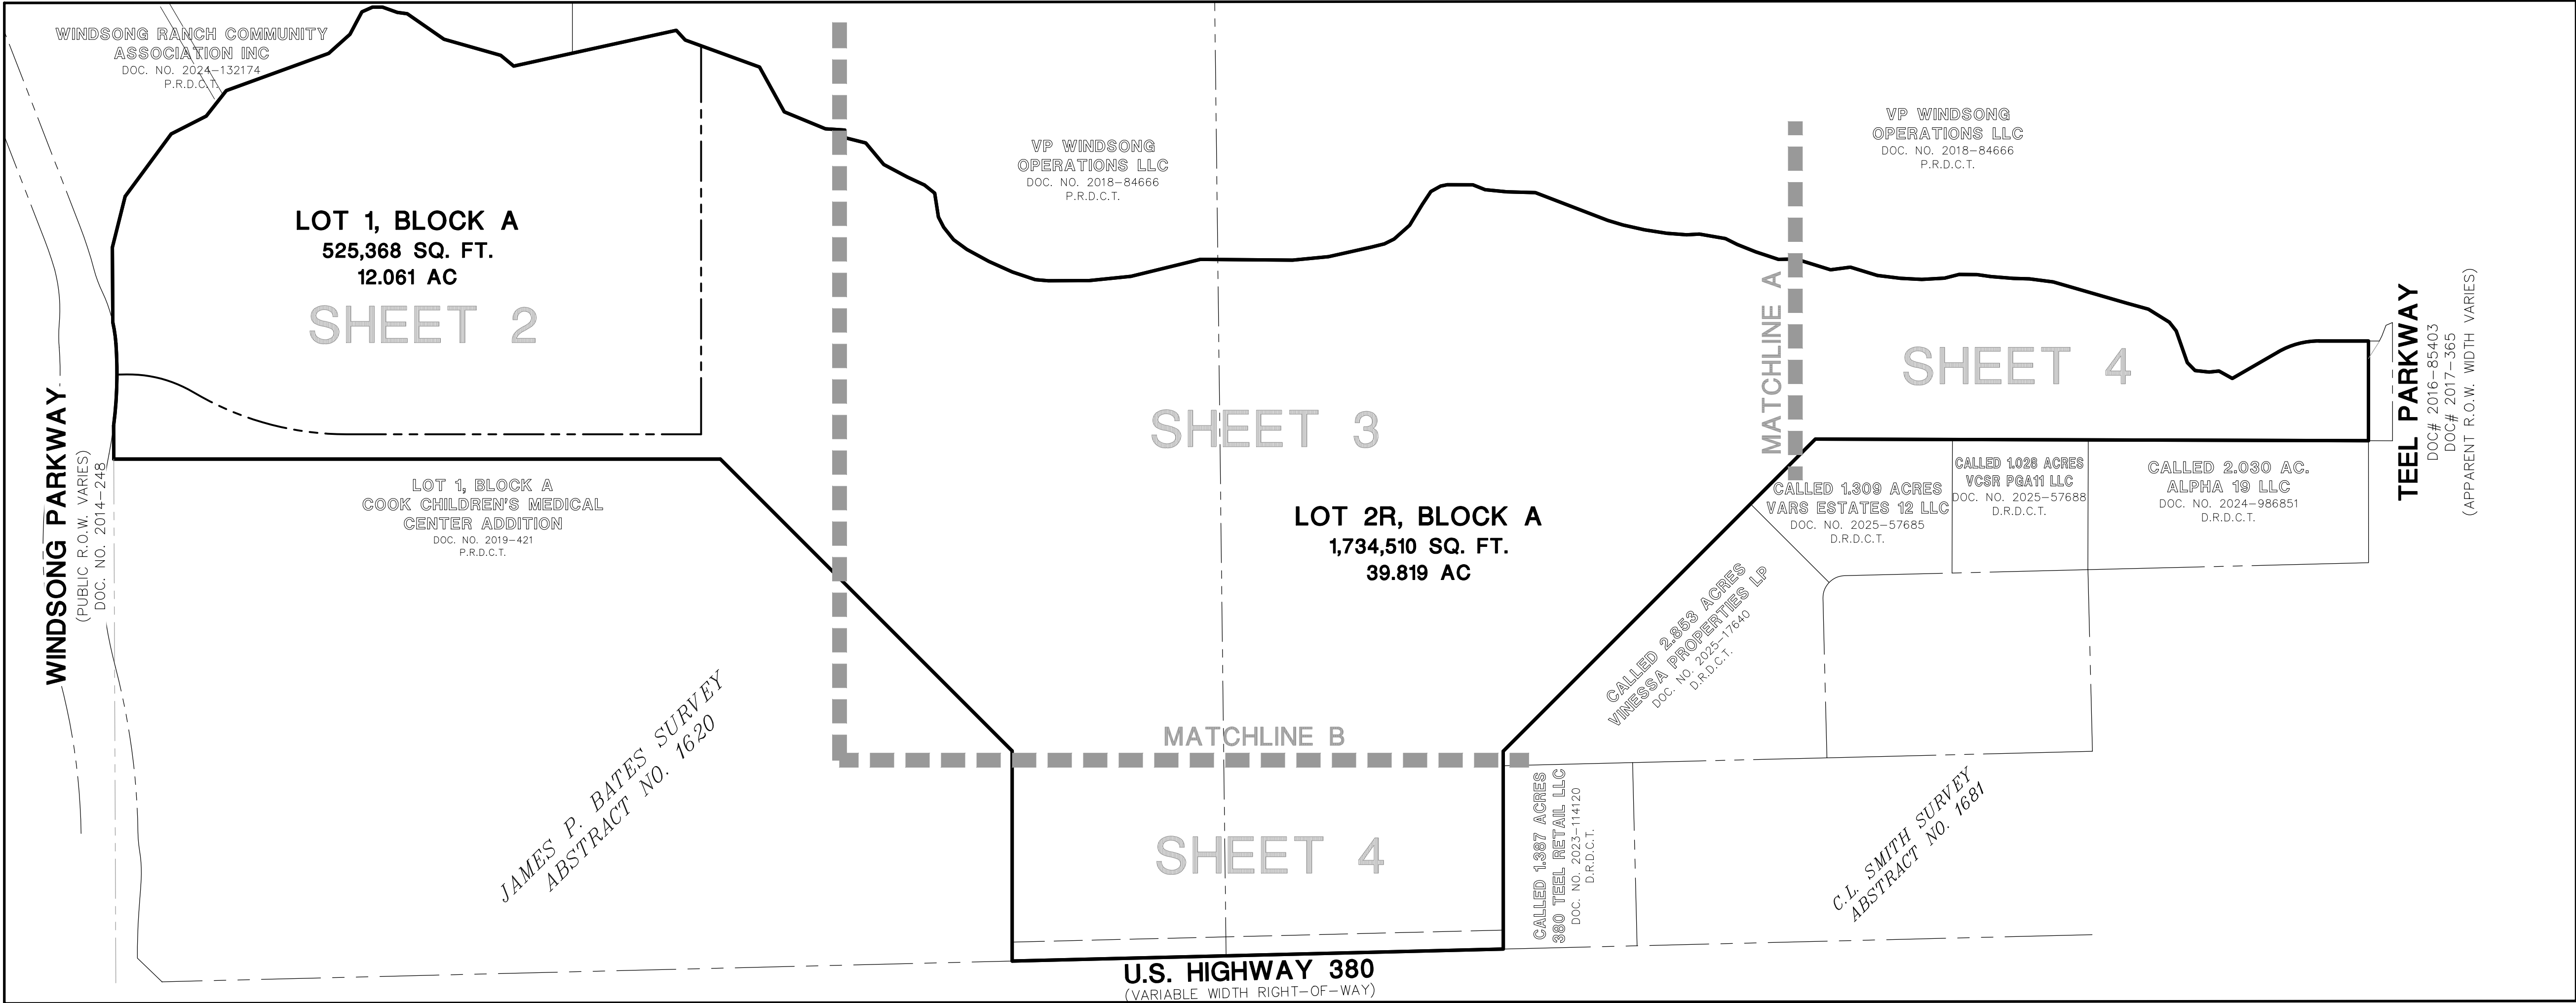 WINDSONG RANCH COMMUNITY
ASSOCIATION INC
DOC. NO. 2024-132174
P.R.D.C.T.
VP WINDSONG
OPERATIONS LLC
DOC. NO. 2018-84666
P.R.D.C.T.
VP WINDSONG
OPERATIONS LLC
DOC. NO. 2018-84666
P.R.D.C.T.
LOT 1, BLOCK A
525,368 SQ. FT.
12.061 AC
SHEET 2
MATCHLINE A
SHEET 4
TEEL PARKWAY
DOC# 2016-85403
DOC# 2017-365
(APPARENT R.O.W. WIDTH VARIES)
WINDSONG PARKWAY
(PUBLIC R.O.W. VARIES)
DOC. NO. 2014-248
SHEET 3
LOT 1, BLOCK A
COOK CHILDREN'S MEDICAL
CENTER ADDITION
DOC. NO. 2019-421
P.R.D.C.T.
LOT 2R, BLOCK A
1,734,510 SQ. FT.
39.819 AC
CALLED 1.309 ACRES
VARS ESTATES 12 LLC
DOC. NO. 2025-57685
D.R.D.C.T.
CALLED 1.028 ACRES
VCSR PGA11 LLC
DOC. NO. 2025-57688
D.R.D.C.T.
CALLED 2.030 AC.
ALPHA 19 LLC
DOC. NO. 2024-986851
D.R.D.C.T.
CALLED 2.853 ACRES
VINESSA PROPERTIES LP
DOC. NO. 2025-17640
D.R.D.C.T.
JAMES P. BATES SURVEY
ABSTRACT NO. 1620
MATCHLINE B
SHEET 4
CALLED 1.387 ACRES
380 TEEL RETAIL LLC
DOC. NO. 2023-114120
D.R.D.C.T.
C.L. SMITH SURVEY
ABSTRACT NO. 1681
U.S. HIGHWAY 380
(VARIABLE WIDTH RIGHT-OF-WAY)